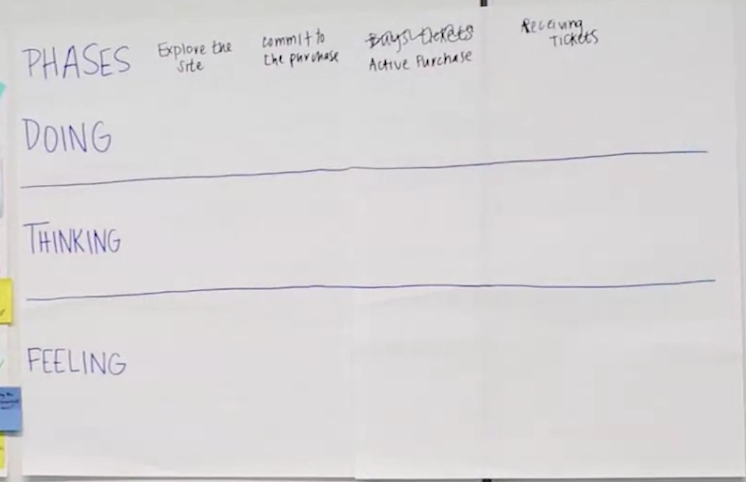 PHASES
Explore the
site
commit to
the purchase
Buys tickets
Active Purchase
Receiving
Tickets
DOING
THINKING
FEELING